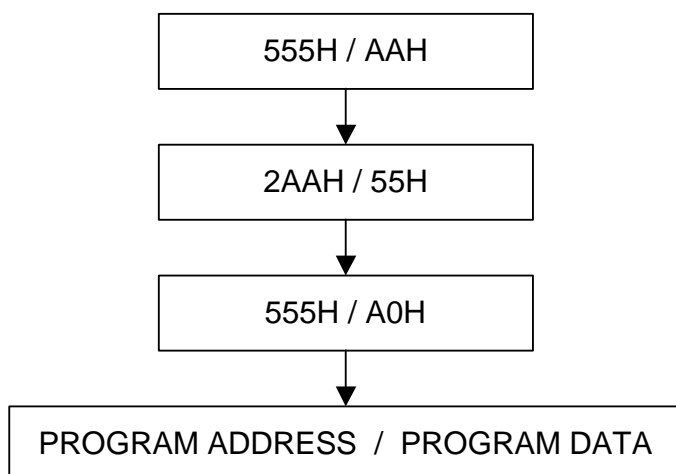 555H / AAH
2AAH / 55H
555H / A0H
PROGRAM ADDRESS / PROGRAM DATA